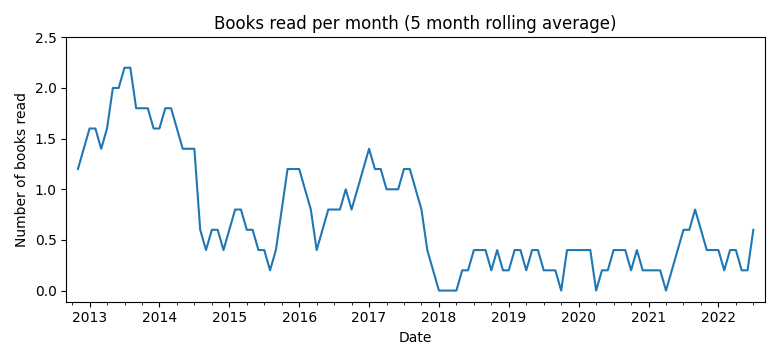 Books read per month (5 month rolling average)
Number of books read
2.5
2.0
1.5
1.0
0.5
0.0
2013 2014 2015 2016 2017 2018 2019 2020 2021 2022
Date